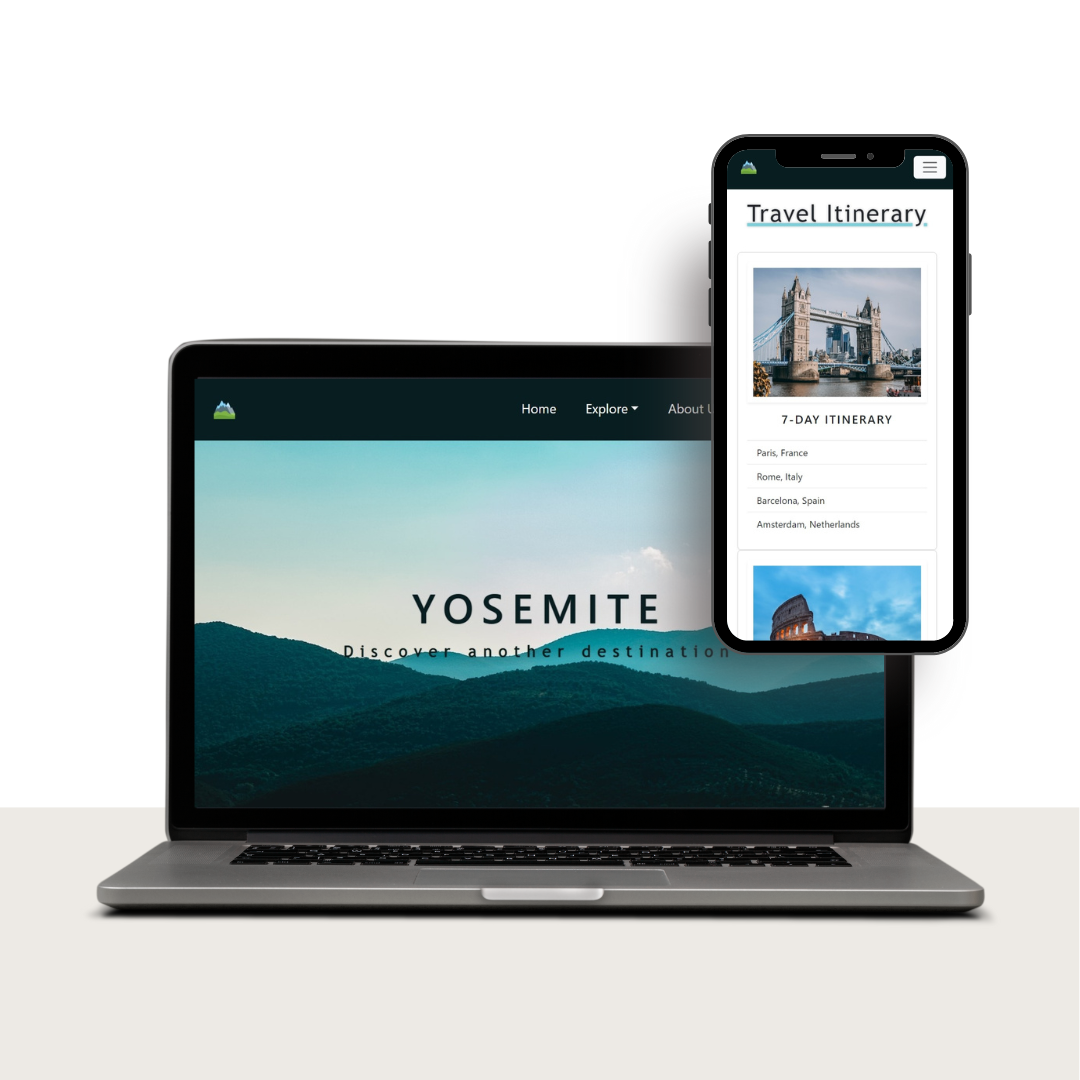 Home Explore About U
YOSEMITE
Discover another destination
Travel Itinerary
7-DAY ITINERARY
Paris, France
Rome, Italy
Barcelona, Spain
Amsterdam, Netherlands